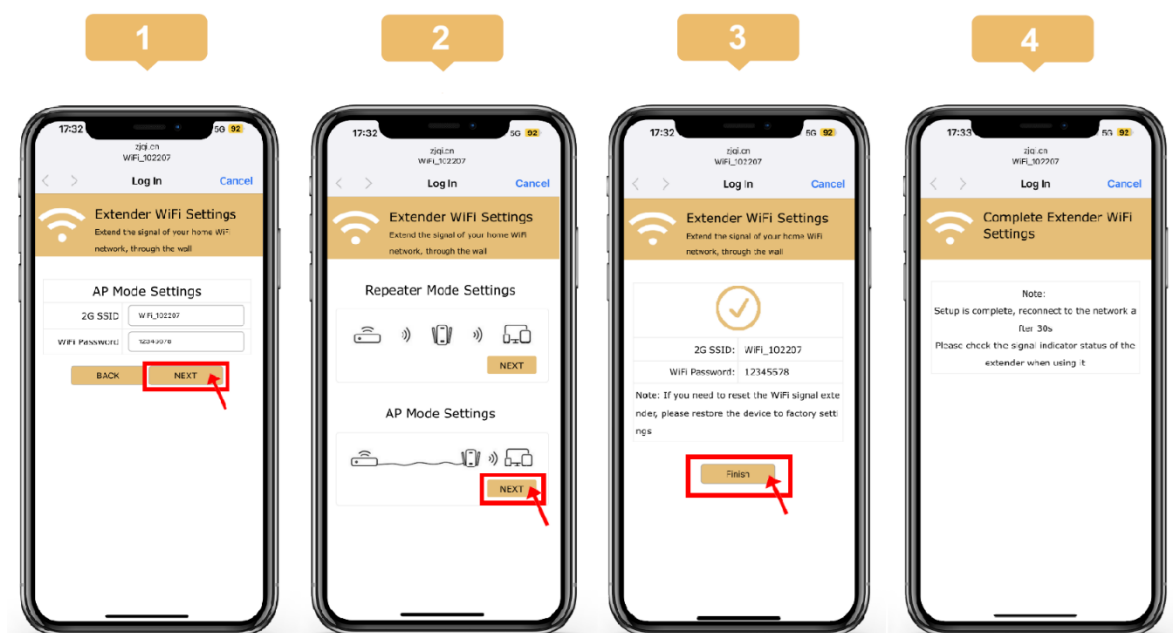 1
17:32
5G 92
zjqi.cn
WiFi_102207
Log In
Cancel
Extender WiFi Settings
Extend the signal of your home WiFi
network, through the wall
AP Mode Settings
2G SSID
WiFi_102207
WiFi Password
12345678
BACK
NEXT
2
17:32
5G 92
zjqi.cn
WiFi_102207
Log In
Cancel
Extender WiFi Settings
Extend the signal of your home WiFi
network, through the wall
Repeater Mode Settings
NEXT
AP Mode Settings
NEXT
3
17:32
5G 92
zjqi.cn
WiFi_102207
Log In
Cancel
Extender WiFi Settings
Extend the signal of your home WiFi
network, through the wall
2G SSID: WiFi_102207
WiFi Password: 12345578
Note: If you need to reset the WiFi signal exte
nder, please restore the device to factory setti
ngs
Finish
4
17:33
5G 92
zjqi.cn
WiFi_102207
Log In
Cancel
Complete Extender WiFi
Settings
Note:
Setup is complete, reconnect to the network a
fter 30s
Please check the signal indicator status of the
extender when using it